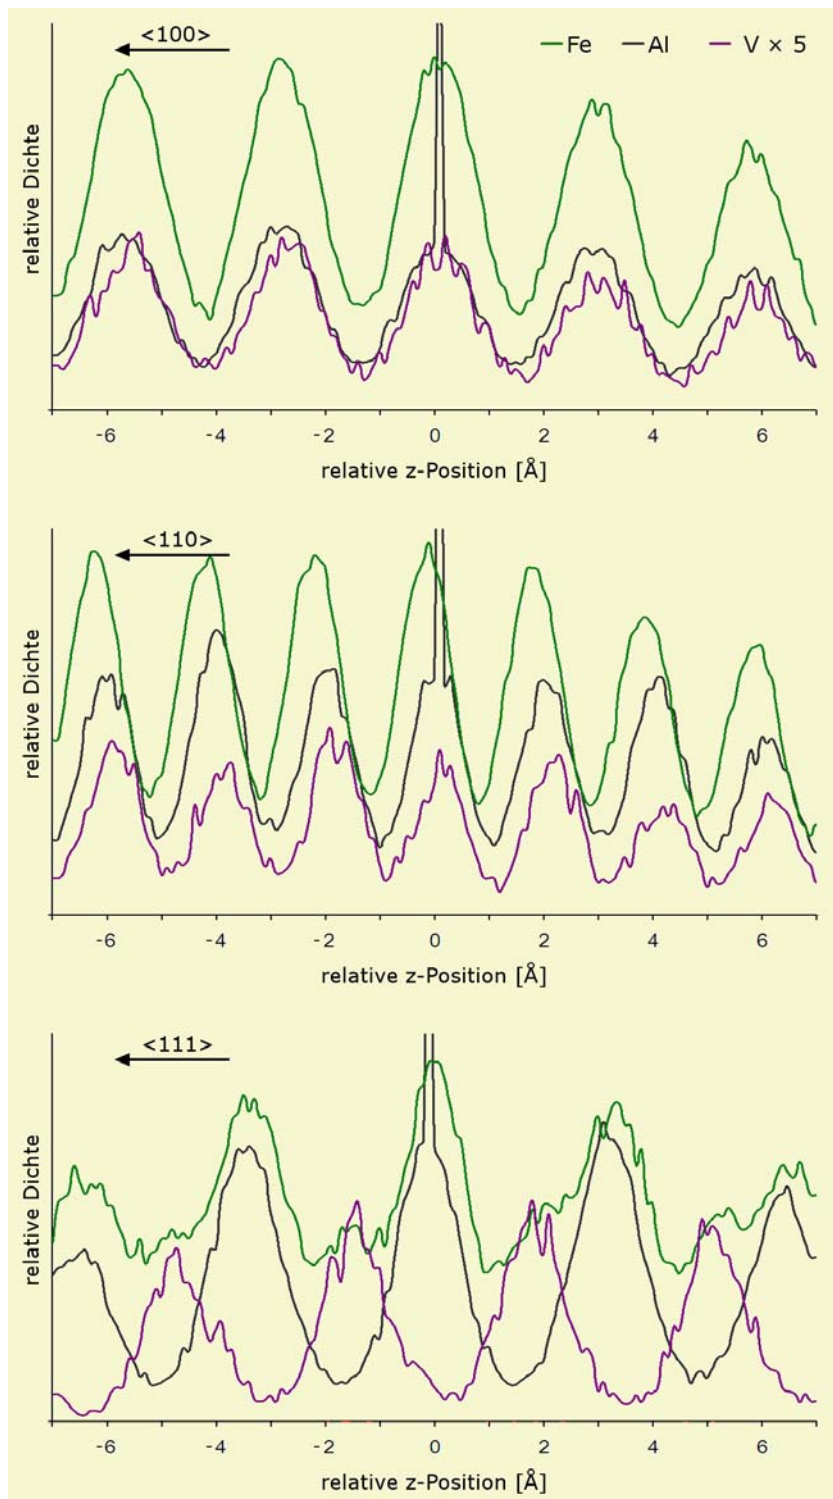 <100>
Fe Al V × 5
relative Dichte
-6 -4 -2 0 2 4 6
relative z-Position [Å]
<110>
relative Dichte
-6 -4 -2 0 2 4 6
relative z-Position [Å]
<111>
relative Dichte
-6 -4 -2 0 2 4 6
relative z-Position [Å]